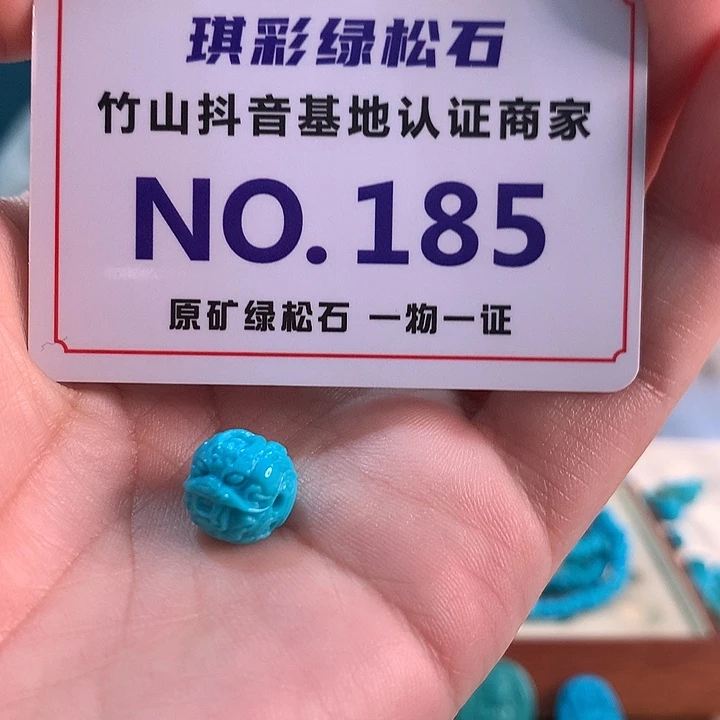 琪彩绿松石
竹山抖音基地认证商家
NO.185
原矿绿松石 一物一证